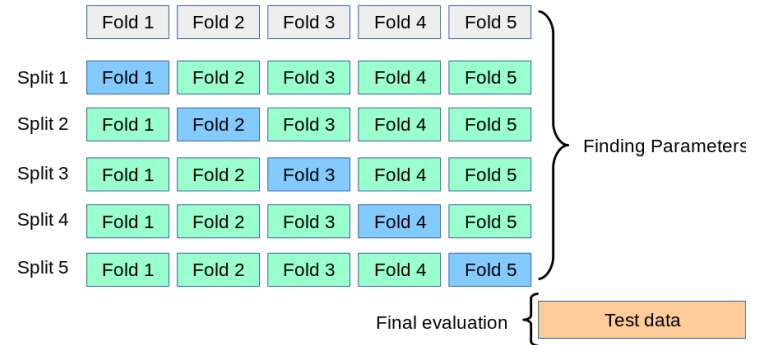 Fold 1 Fold 2 Fold 3 Fold 4 Fold 5
Split 1 Fold 1 Fold 2 Fold 3 Fold 4 Fold 5
Split 2 Fold 1 Fold 2 Fold 3 Fold 4 Fold 5
Finding Parameters
Split 3 Fold 1 Fold 2 Fold 3 Fold 4 Fold 5
Split 4 Fold 1 Fold 2 Fold 3 Fold 4 Fold 5
Split 5 Fold 1 Fold 2 Fold 3 Fold 4 Fold 5
Final evaluation Test data